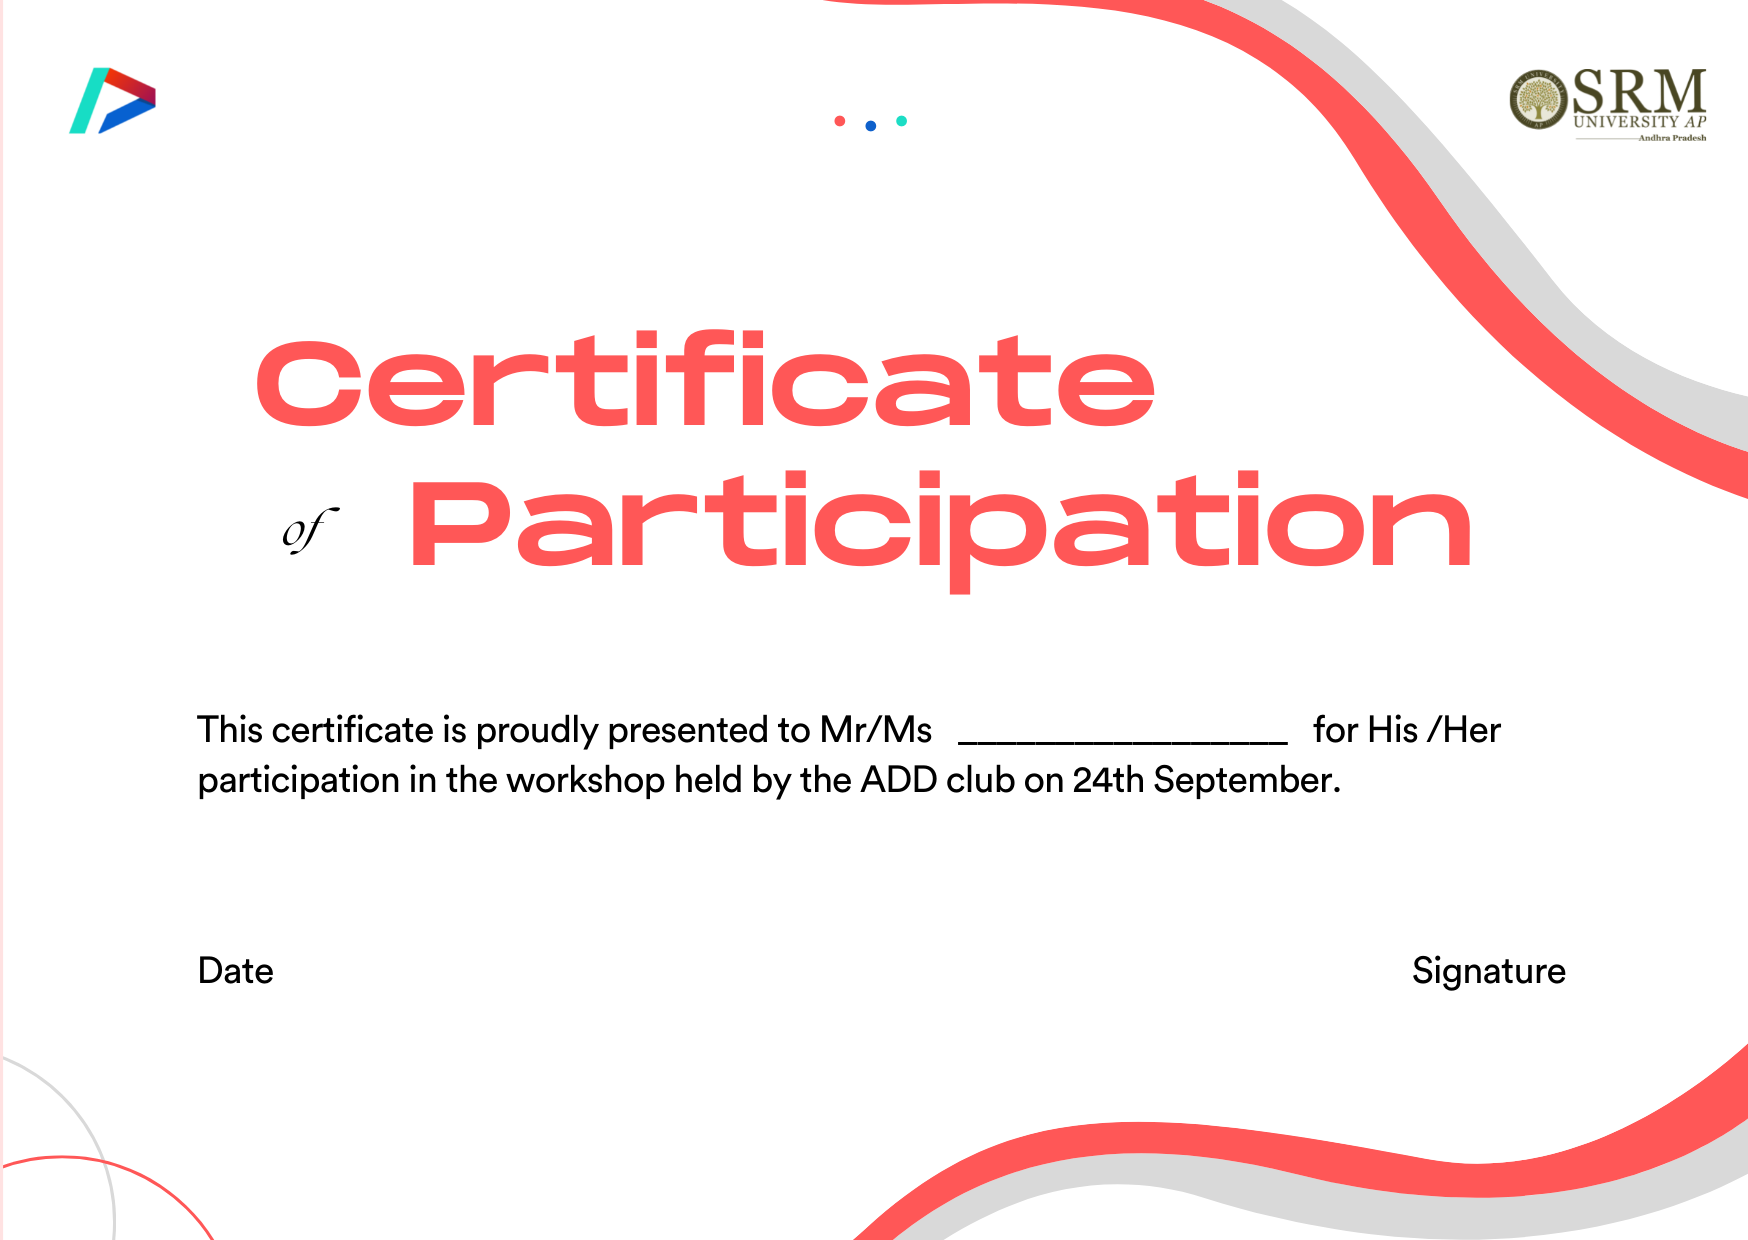 SRM
UNIVERSITY AP
Andhra Pradesh
Certificate
of Participation
This certificate is proudly presented to Mr/Ms _________________ for His /Her
participation in the workshop held by the ADD club on 24th September.
Date Signature